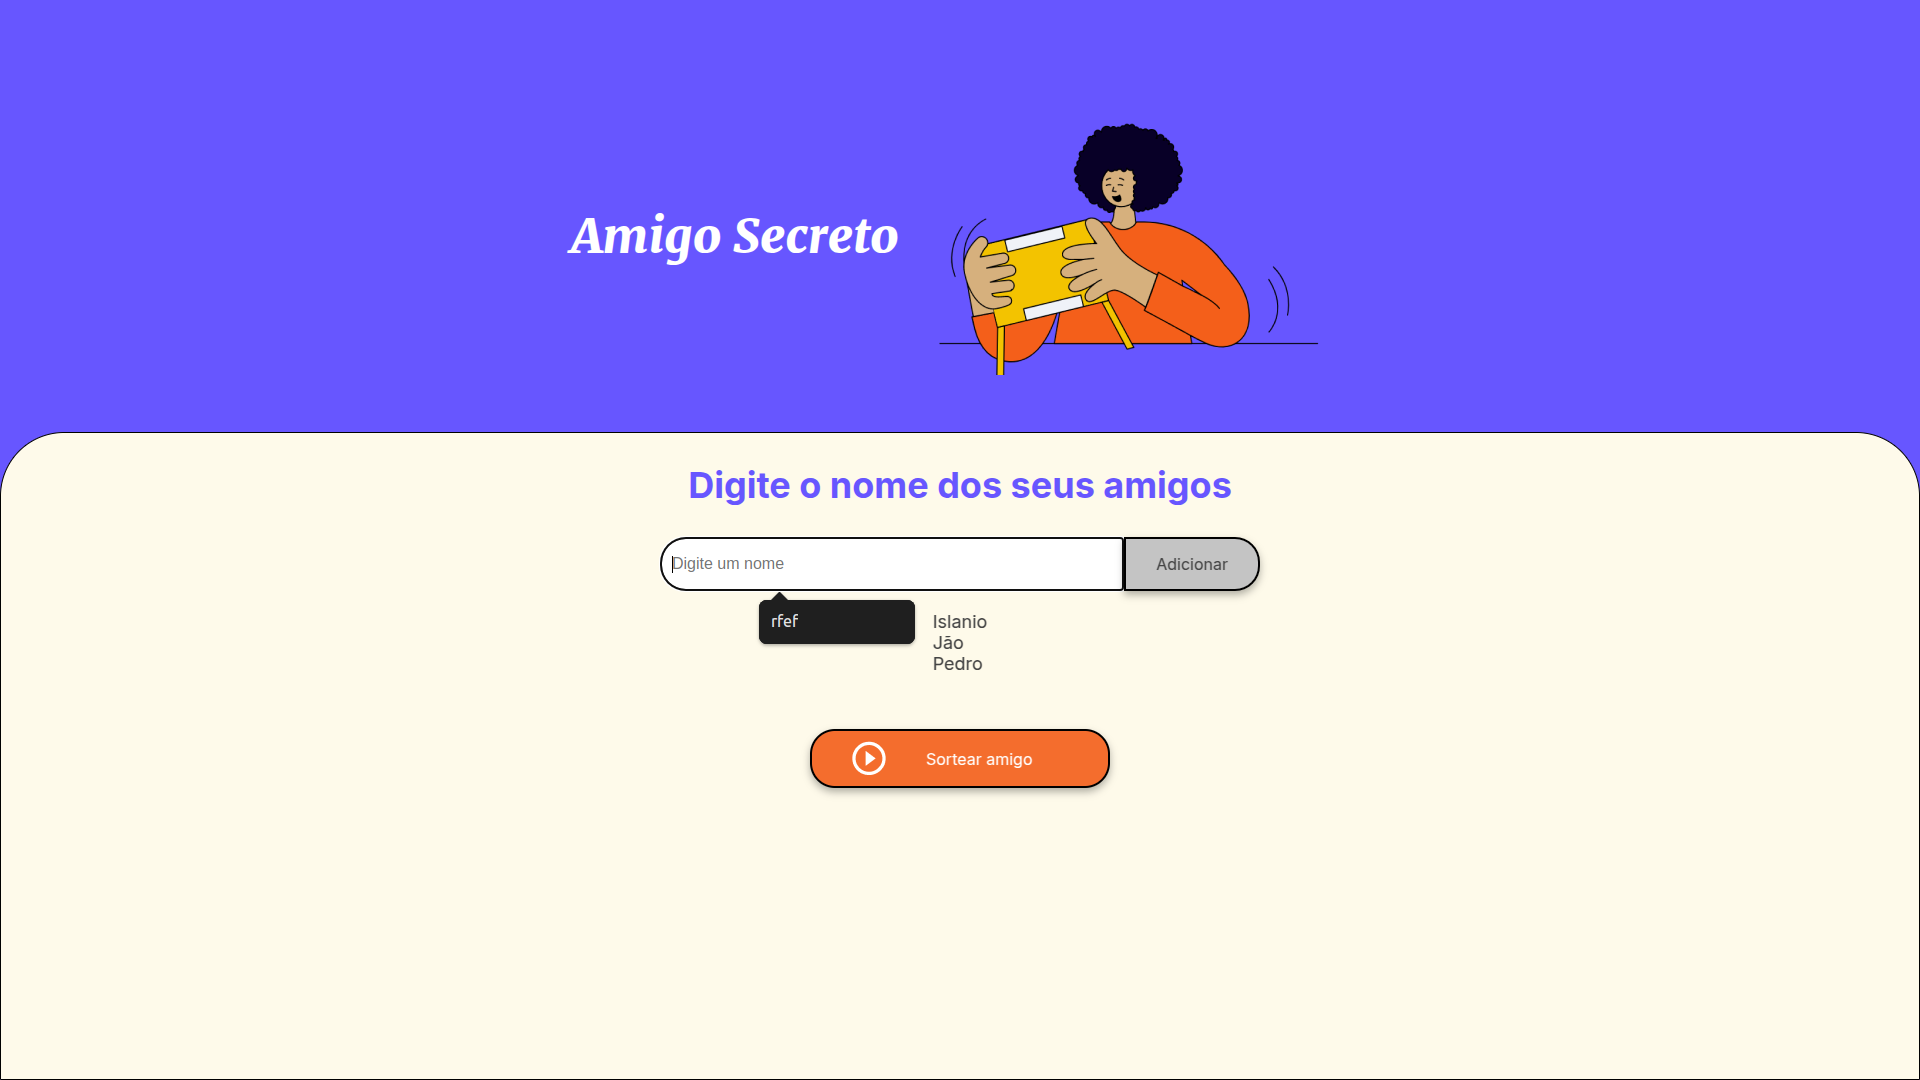 Amigo Secreto
Digite o nome dos seus amigos
Digite um nome
Adicionar
rfef
Islanio
Jão
Pedro
Sortear amigo